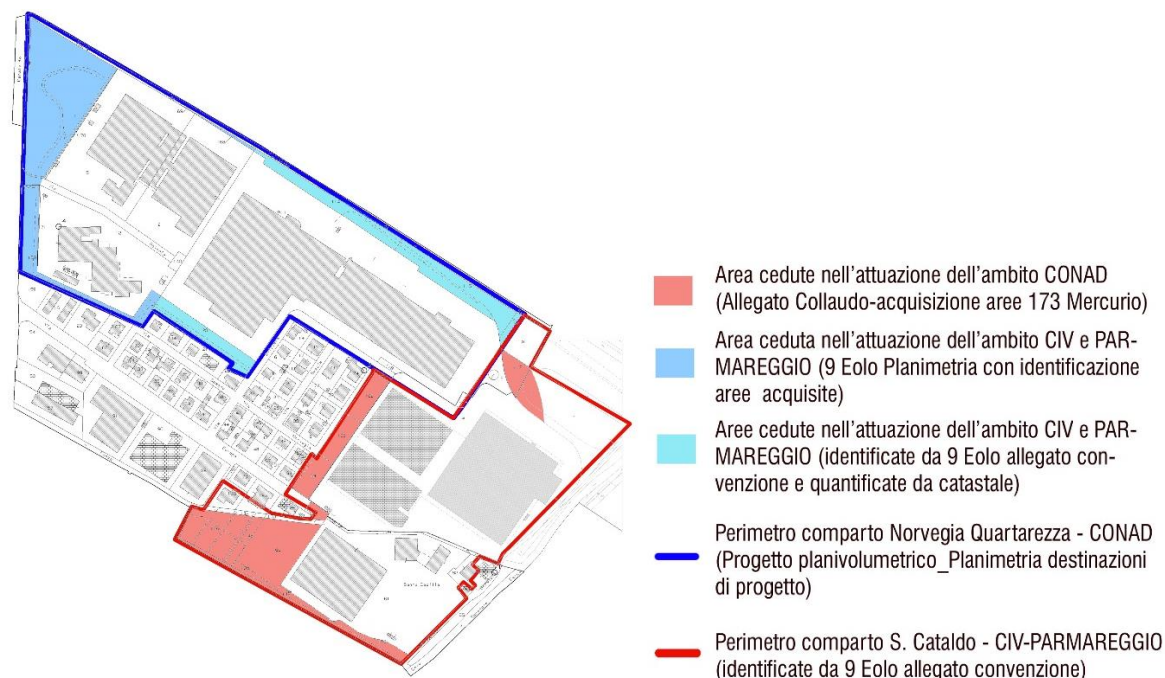 Area cedute nell'attuazione dell'ambito CONAD
(Allegato Collaudo-acquisizione aree 173 Mercurio)
Area ceduta nell'attuazione dell'ambito CIV e PAR-
MAREGGIO (9 Eolo Planimetria con identificazione
aree acquisite)
Aree cedute nell'attuazione dell'ambito CIV e PAR-
MAREGGIO (identificate da 9 Eolo allegato con-
venzione e quantificate da catastale)
Perimetro comparto Norvegia Quartarezza - CONAD
(Progetto planivolumetrico_Planimetria destinazioni
di progetto)
Perimetro comparto S. Cataldo - CIV-PARMAREGGIO
(identificate da 9 Eolo allegato convenzione)